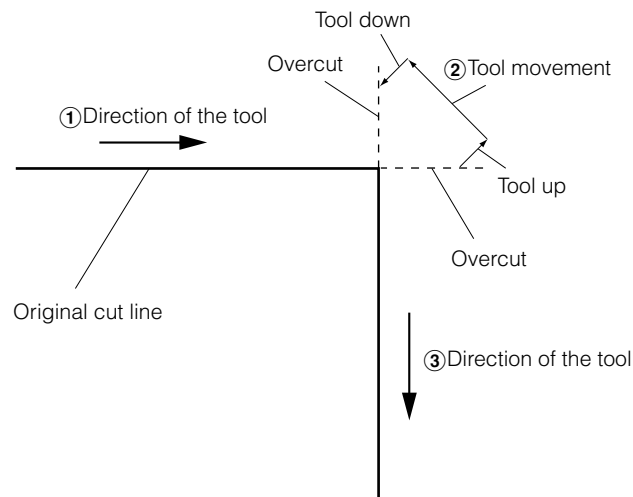 Tool down
Overcut
②Tool movement
①Direction of the tool
Tool up
Overcut
Original cut line
③Direction of the tool